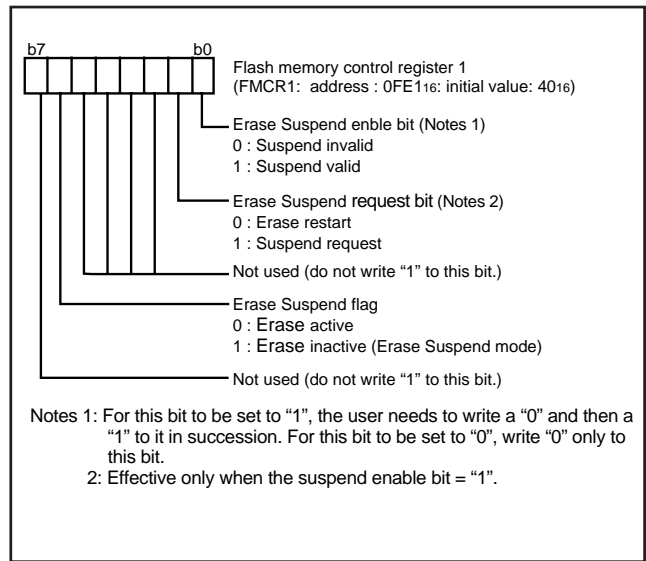 b7 b0
Flash memory control register 1
(FMCR1: address : 0FE116: initial value: 4016)
Erase Suspend enble bit (Notes 1)
0 : Suspend invalid
1 : Suspend valid
Erase Suspend request bit (Notes 2)
0 : Erase restart
1 : Suspend request
Not used (do not write “1” to this bit.)
Erase Suspend flag
0 : Erase active
1 : Erase inactive (Erase Suspend mode)
Not used (do not write “1” to this bit.)
Notes 1: For this bit to be set to “1”, the user needs to write a “0” and then a
“1” to it in succession. For this bit to be set to “0”, write “0” only to
this bit.
2: Effective only when the suspend enable bit = “1”.